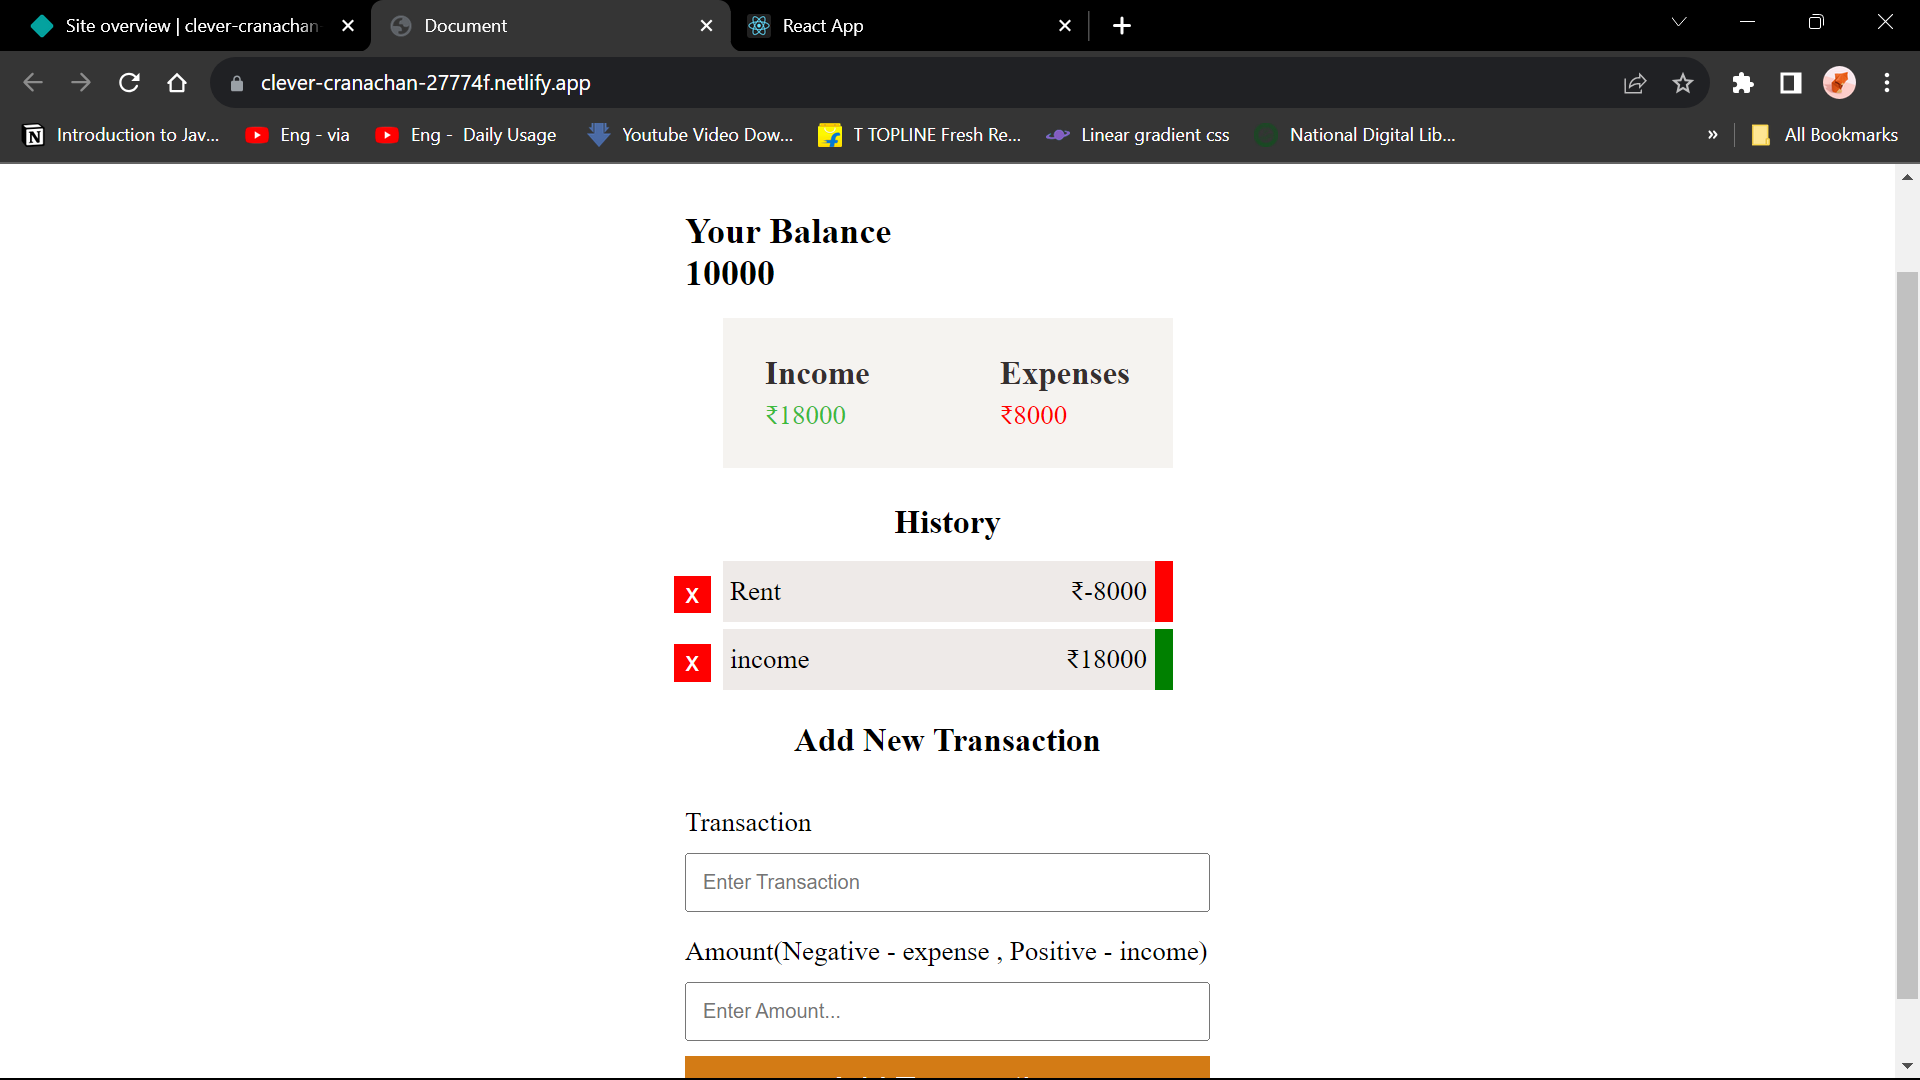 Site overview | clever-cranachan
Document
React App
clever-cranachan-27774f.netlify.app
Introduction to Jav...
Eng - via
Eng - Daily Usage
Youtube Video Dow...
T TOPLINE Fresh Re...
Linear gradient css
National Digital Lib...
»
All Bookmarks
Your Balance
10000
Income
Expenses
₹18000
₹8000
History
X
Rent
₹-8000
X
income
₹18000
Add New Transaction
Transaction
Enter Transaction
Amount(Negative - expense , Positive - income)
Enter Amount...